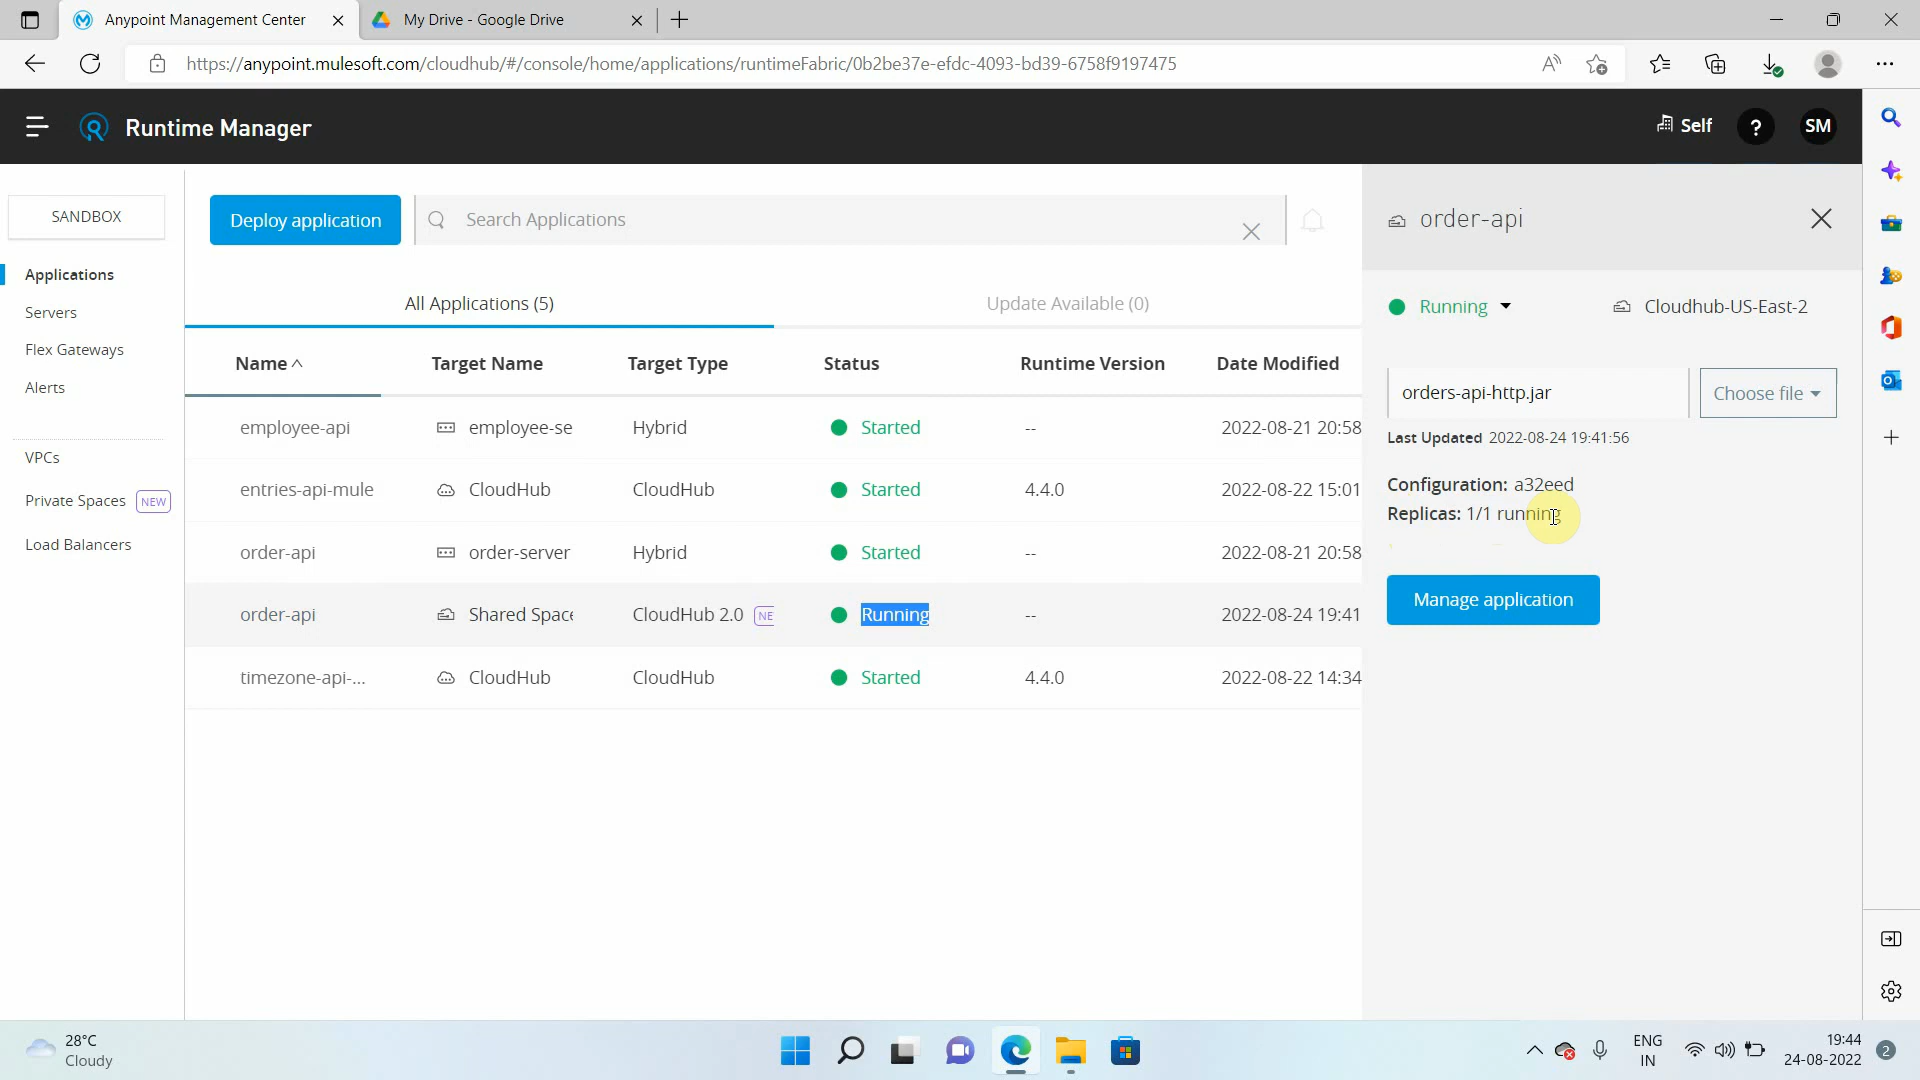 Anypoint Management Center
My Drive - Google Drive
https://anypoint.mulesoft.com/cloudhub/#/console/home/applications/runtimeFabric/0b2be37e-efdc-4093-bd39-6758f9197475
Runtime Manager
Self
?
SM
SANDBOX
Applications
Servers
Flex Gateways
Alerts
VPCs
Private Spaces NEW
Load Balancers
Deploy application
Search Applications
All Applications (5)
Update Available (0)
Name Target Name Target Type Status Runtime Version Date Modified
employee-api employee-se Hybrid Started -- 2022-08-21 20:58
entries-api-mule CloudHub CloudHub Started 4.4.0 2022-08-22 15:01
order-api order-server Hybrid Started -- 2022-08-21 20:58
order-api Shared Space CloudHub 2.0 NE Running -- 2022-08-24 19:41
timezone-api-... CloudHub CloudHub Started 4.4.0 2022-08-22 14:34
order-api
Running
Cloudhub-US-East-2
orders-api-http.jar
Choose file
Last Updated 2022-08-24 19:41:56
Configuration: a32eed
Replicas: 1/1 running
Manage application
28°C
Cloudy
ENG
IN
19:44
24-08-2022
2